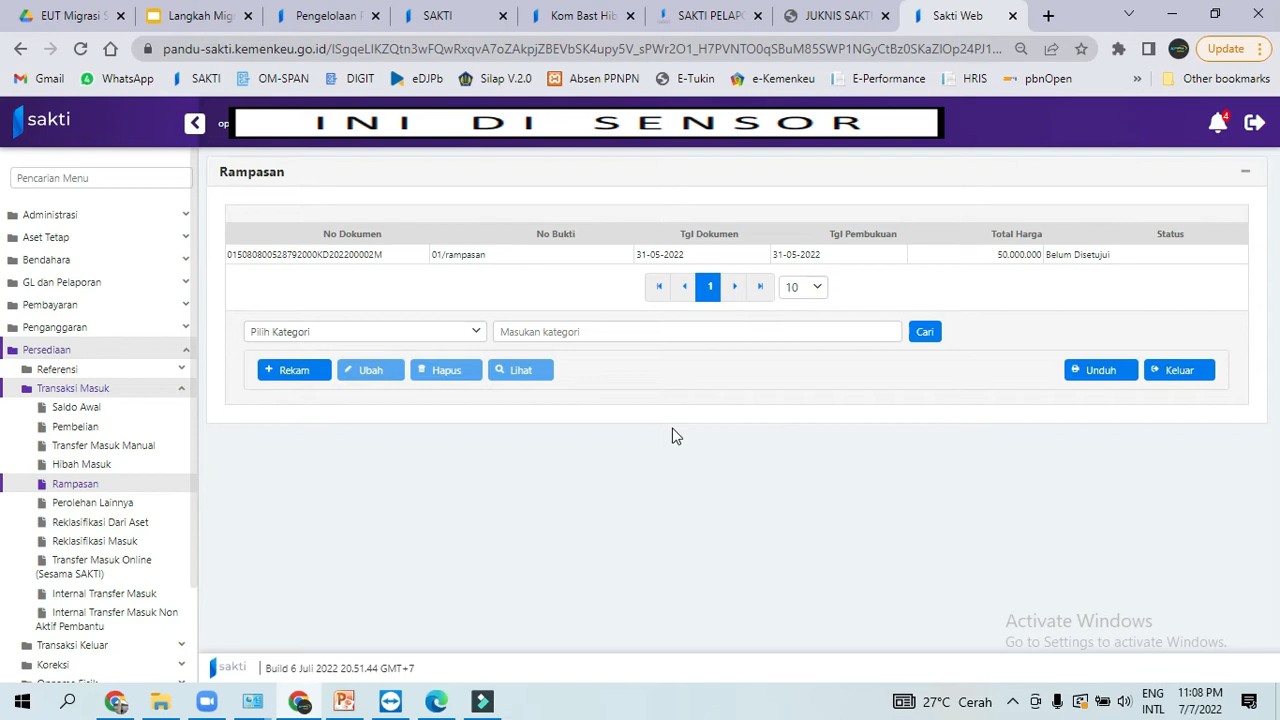 EUT Migrasi S
Langkah Mig
Pengelolaan F
SAKTI
Kom Bast Hib
SAKTI PELAPO
JUKNIS SAKTI
Sakti Web
pandu-sakti.kemenkeu.go.id/
Update
Gmail
WhatsApp
SAKTI
OM-SPAN
DIGIT
eDJPb
Silap V.2.0
Absen PPNPN
E-Tukin
e-Kemenkeu
E-Performance
HRIS
pbnOpen
»
Other bookmarks
sakti
op
INI DI SENSOR
4
Pencarian Menu
Administrasi
Aset Tetap
Bendahara
GL dan Pelaporan
Pembayaran
Penganggaran
Persediaan
Referensi
Transaksi Masuk
Saldo Awal
Pembelian
Transfer Masuk Manual
Hibah Masuk
Rampasan
Perolehan Lainnya
Reklasifikasi Dari Aset
Reklasifikasi Masuk
Transfer Masuk Online
(Sesama SAKTI)
Internal Transfer Masuk
Internal Transfer Masuk Non
Aktif Pembantu
Transaksi Keluar
Koreksi
Rampasan
No Dokumen No Bukti Tgl Dokumen Tgl Pembukuan Total Harga Status
015080800528792000KD202200002M 01/rampasan 31-05-2022 31-05-2022 50.000.000 Belum Disetujui
1 10
Pilih Kategori Masukan kategori Cari
Rekam Ubah Hapus Lihat Unduh Keluar
Activate Windows
Go to Settings to activate Windows.
sakti | Build 6 Juli 2022 20.51.44 GMT+7
27°C Cerah
ENG
INTL
11:08 PM
7/7/2022